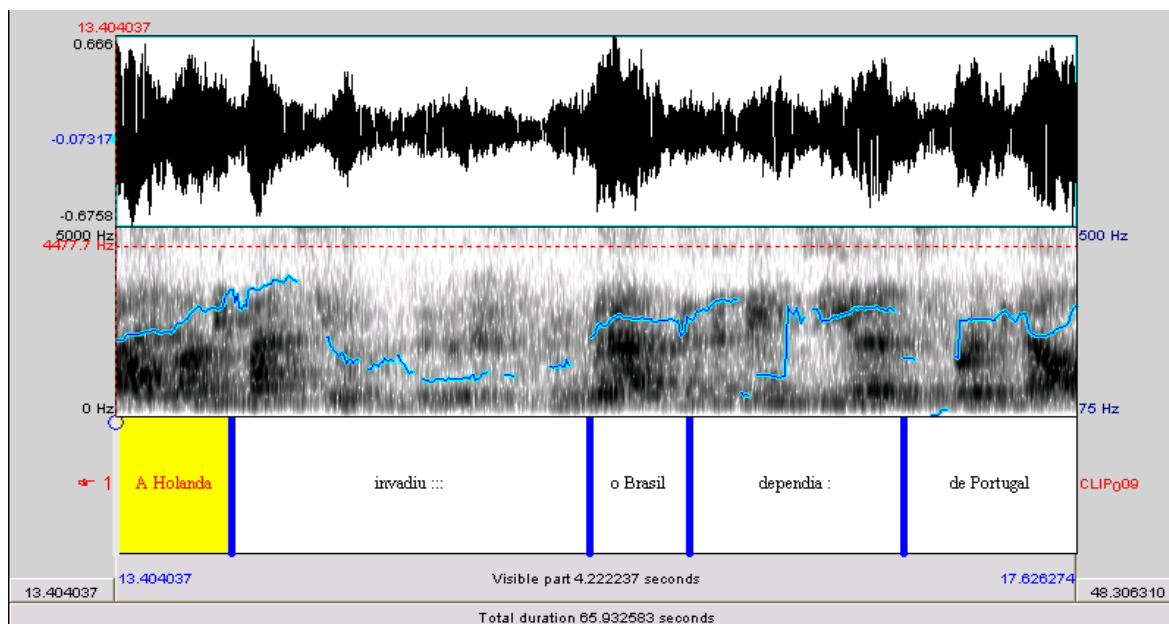 13.404037
0.666
-0.07317
-0.6758
5000 Hz
4477.7 Hz
500 Hz
0 Hz
75 Hz
1 A Holanda invadiu ::: o Brasil dependia : de Portugal CLIP009
13.404037 Visible part 4.222237 seconds 17.626274
13.404037 48.306310
Total duration 65.932583 seconds